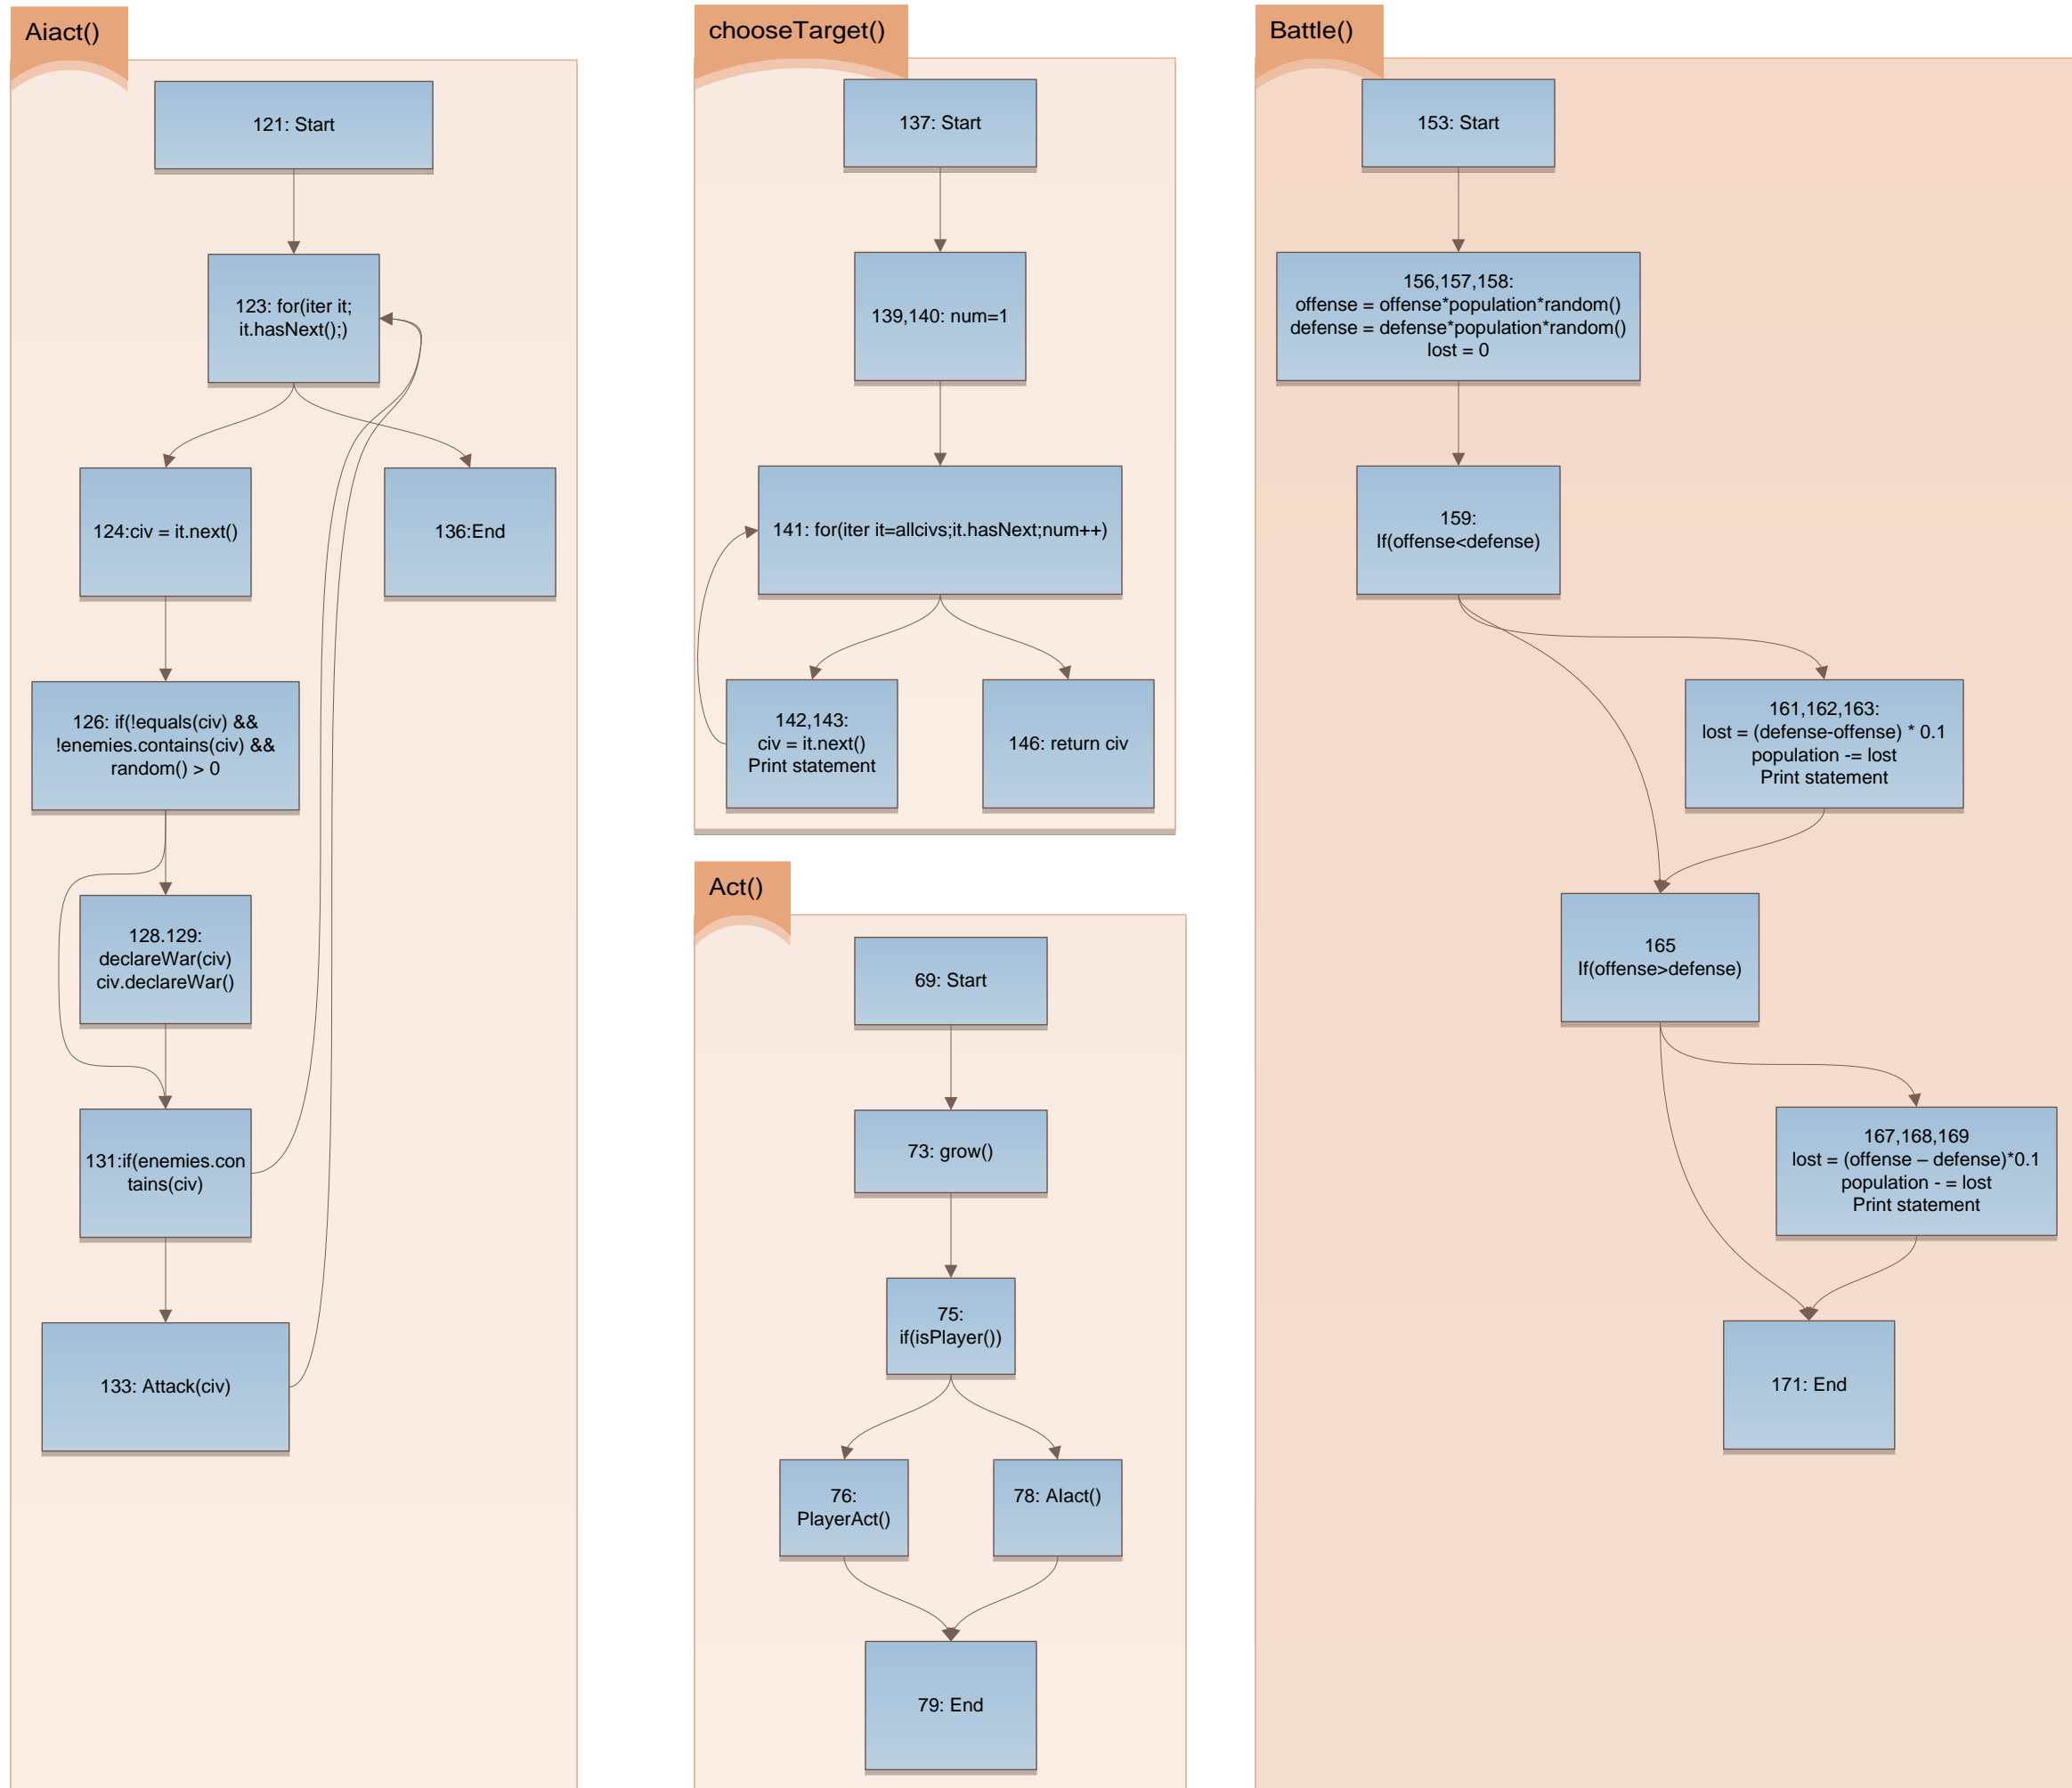 Aiact()
121: Start
123: for(iter it;
it.hasNext();)
124:civ = it.next()
136:End
126: if(!equals(civ) &&
!enemies.contains(civ) &&
random() > 0
128.129:
declareWar(civ)
civ.declareWar()
131:if(enemies.con
tains(civ)
133: Attack(civ)
chooseTarget()
137: Start
139,140: num=1
141: for(iter it=allcivs;it.hasNext;num++)
142,143:
civ = it.next()
Print statement
146: return civ
Act()
69: Start
73: grow()
75:
if(isPlayer())
76:
PlayerAct()
78: AIact()
79: End
Battle()
153: Start
156,157,158:
offense = offense*population*random()
defense = defense*population*random()
lost = 0
159:
If(offense<defense)
161,162,163:
lost = (defense-offense) * 0.1
population -= lost
Print statement
165
If(offense>defense)
167,168,169
lost = (offense – defense)*0.1
population - = lost
Print statement
171: End